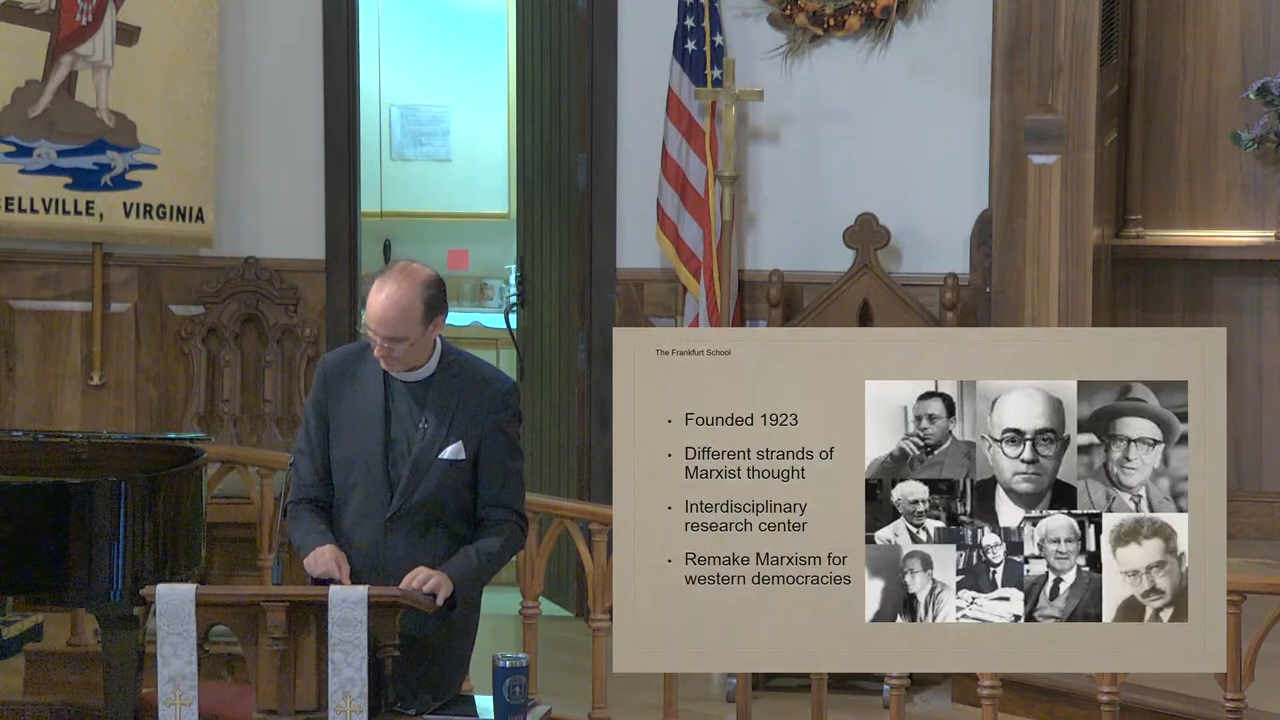 ELLVILLE, VIRGINIA
The Frankfurt School
• Founded 1923
• Different strands of
Marxist thought
• Interdisciplinary
research center
• Remake Marxism for
western democracies